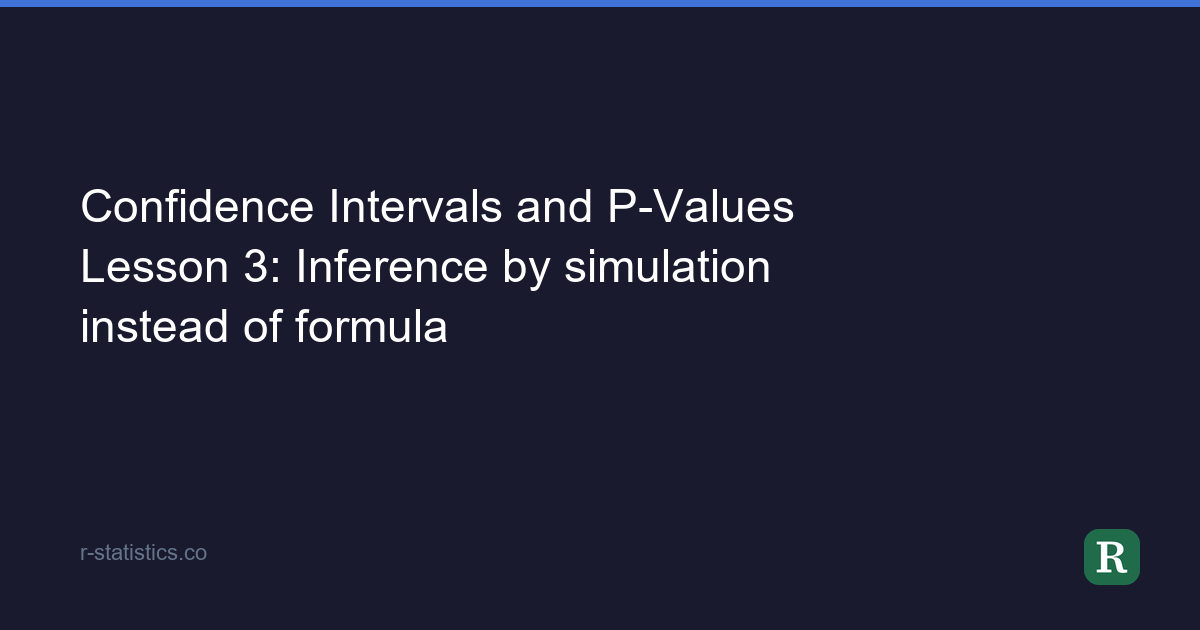 Confidence Intervals and P-Values
Lesson 3: Inference by simulation
instead of formula
r-statistics.co
R